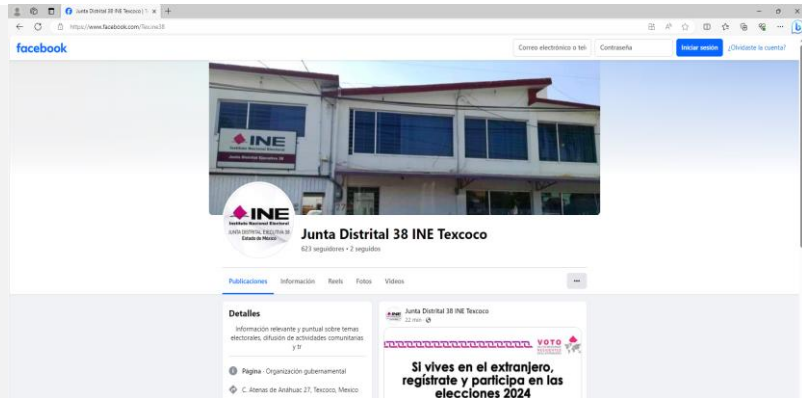 Junta Distrital 38 INE Texcoco | 
https://www.facebook.com/Texcoco38
facebook
Correo electrónico o telé
Contraseña
Iniciar sesión
¿Olvidaste la cuenta?
INE
Instituto Nacional Electoral
Junta Distrital Ejecutiva 38
INE
Instituto Nacional Electoral
JUNTA DISTRITAL EJECUTIVA 38
Estado de México
Junta Distrital 38 INE Texcoco
623 seguidores • 2 seguidos
Publicaciones
Información
Reels
Fotos
Videos
Detalles
Información relevante y puntual sobre temas
electorales, difusión de actividades comunitarias
y tr
Página · Organización gubernamental
C. Atenas de Anáhuac 27, Texcoco, Mexico
INE
Junta Distrital 38 INE Texcoco
22 min
VOTO
Si vives en el extranjero,
regístrate y participa en las
elecciones 2024